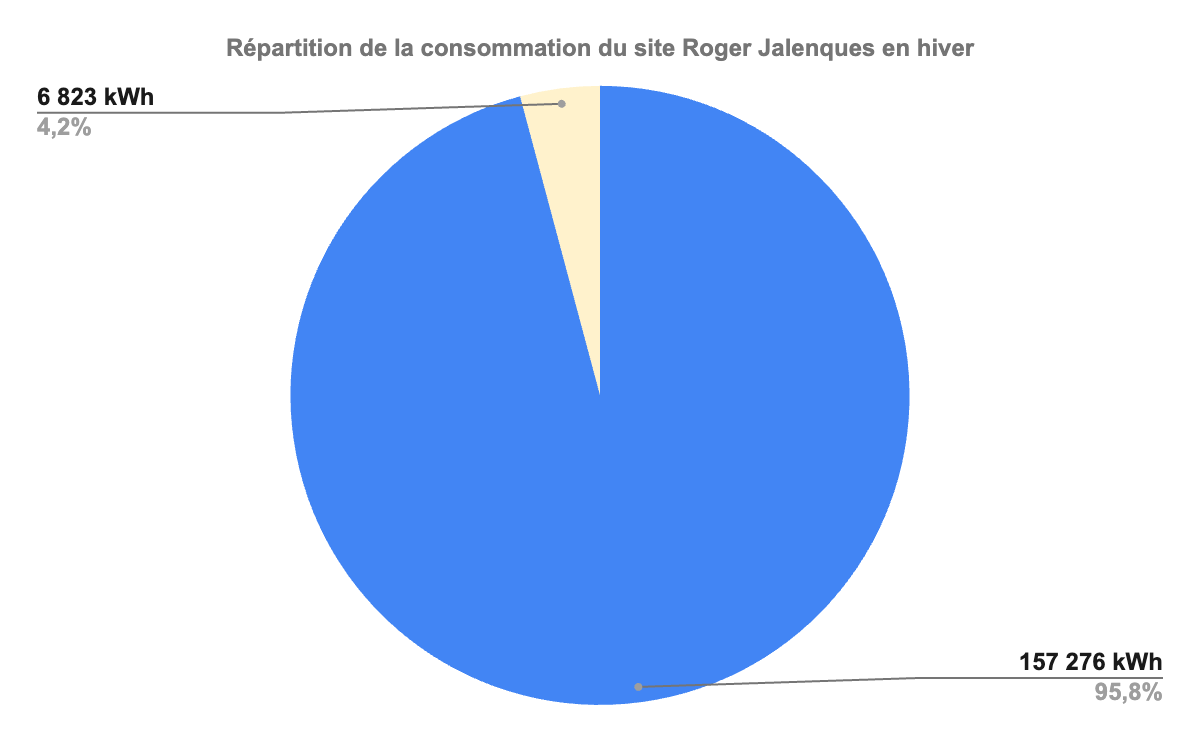 Répartition de la consommation du site Roger Jalenques en hiver
6 823 kWh
4,2%
157 276 kWh
95,8%